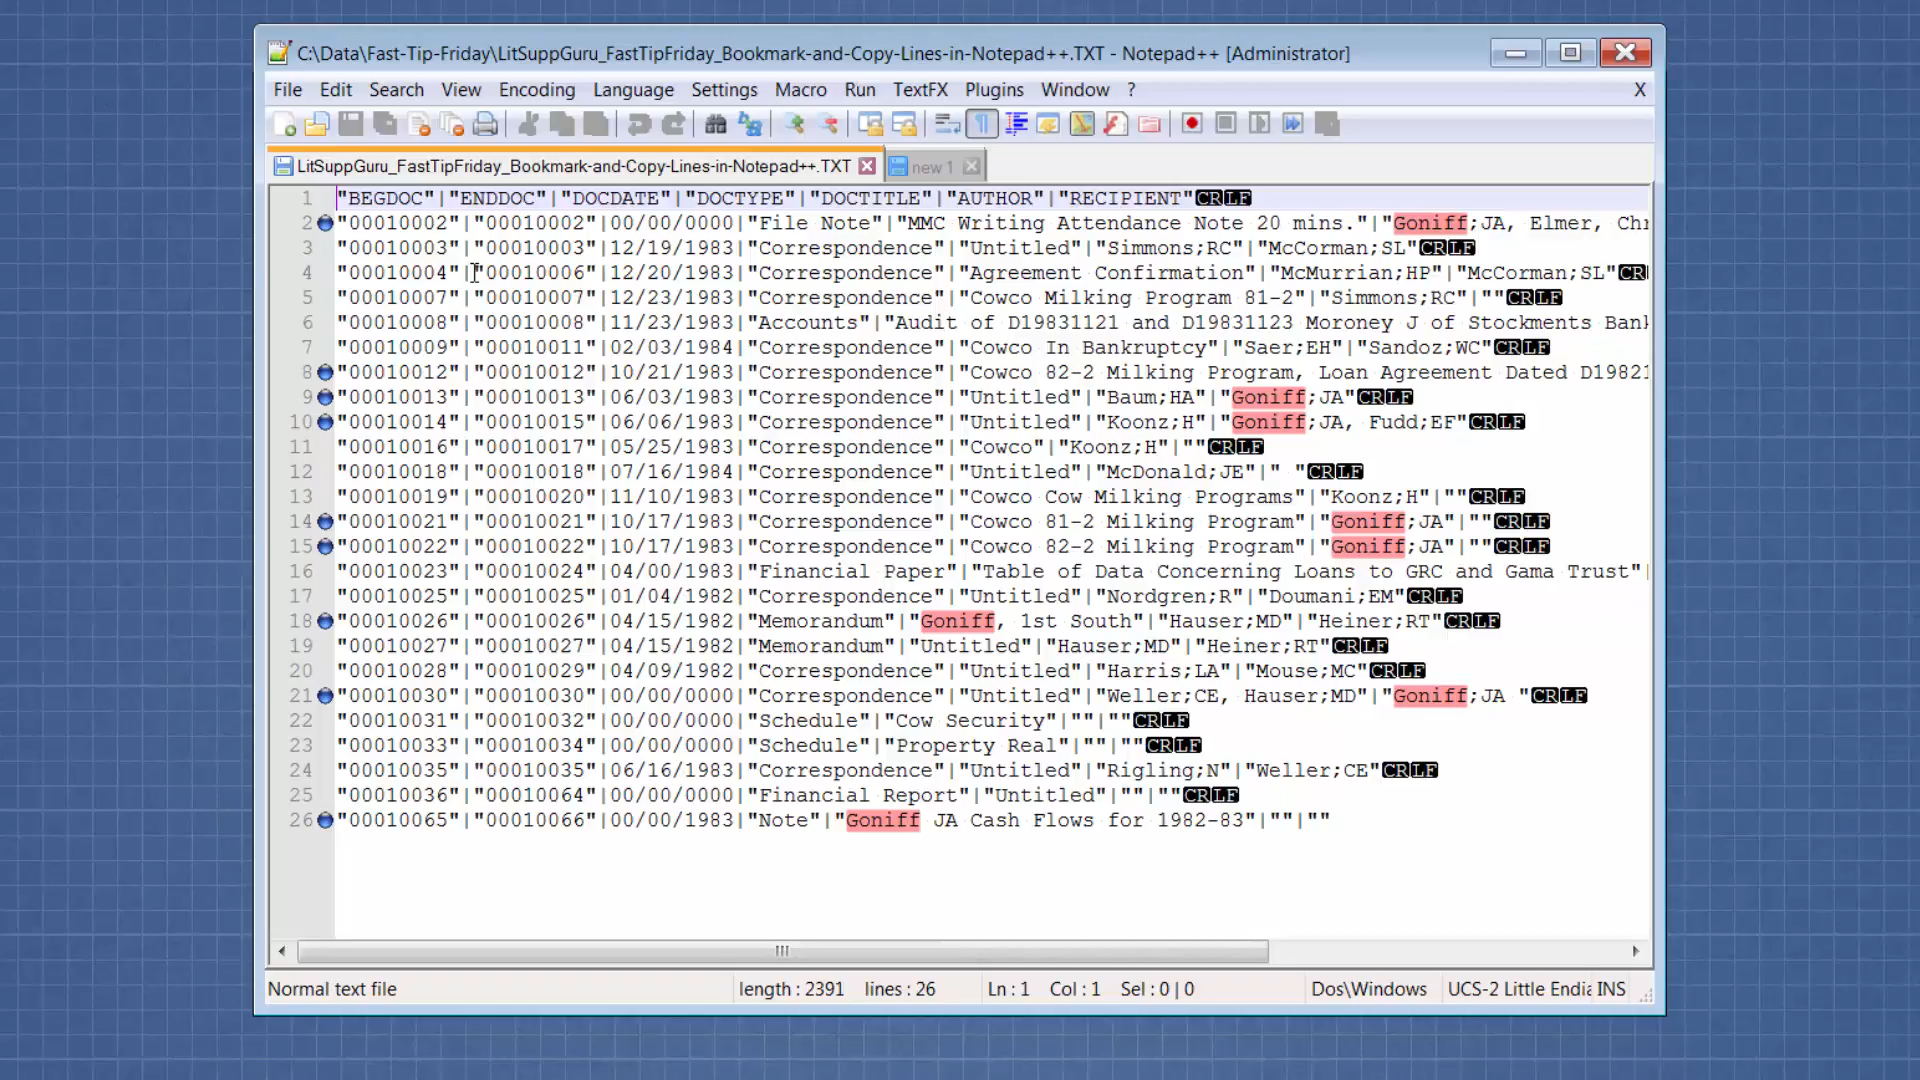 C:\Data\Fast-Tip-Friday\LitSuppGuru_FastTipFriday_Bookmark-and-Copy-Lines-in-Notepad++.TXT - Notepad++ [Administrator]
File Edit Search View Encoding Language Settings Macro Run TextFX Plugins Window ? X
LitSuppGuru_FastTipFriday_Bookmark-and-Copy-Lines-in-Notepad++.TXT new 1
1 "BEGDOC"|"ENDDOC"|"DOCDATE"|"DOCTYPE"|"DOCTITLE"|"AUTHOR"|"RECIPIENT"CRLF
2 "00010002"|"00010002"|00/00/0000|"File Note"|"MMC Writing Attendance Note 20 mins."|"Goniff;JA, Elmer, Chr
3 "00010003"|"00010003"|12/19/1983|"Correspondence"|"Untitled"|"Simmons;RC"|"McCorman;SL"CRLF
4 "00010004"|"00010006"|12/20/1983|"Correspondence"|"Agreement Confirmation"|"McMurrian;HP"|"McCorman;SL"CR
5 "00010007"|"00010007"|12/23/1983|"Correspondence"|"Cowco Milking Program 81-2"|"Simmons;RC"|""CRLF
6 "00010008"|"00010008"|11/23/1983|"Accounts"|"Audit of D19831121 and D19831123 Moroney J of Stockments Bank
7 "00010009"|"00010011"|02/03/1984|"Correspondence"|"Cowco In Bankruptcy"|"Saer;EH"|"Sandoz;WC"CRLF
8 "00010012"|"00010012"|10/21/1983|"Correspondence"|"Cowco 82-2 Milking Program, Loan Agreement Dated D19821
9 "00010013"|"00010013"|06/03/1983|"Correspondence"|"Untitled"|"Baum;HA"|"Goniff;JA"CRLF
10 "00010014"|"00010015"|06/06/1983|"Correspondence"|"Untitled"|"Koonz;H"|"Goniff;JA, Fudd;EF"CRLF
11 "00010016"|"00010017"|05/25/1983|"Correspondence"|"Cowco"|"Koonz;H"|""CRLF
12 "00010018"|"00010018"|07/16/1984|"Correspondence"|"Untitled"|"McDonald;JE"|" "CRLF
13 "00010019"|"00010020"|11/10/1983|"Correspondence"|"Cowco Cow Milking Programs"|"Koonz;H"|""CRLF
14 "00010021"|"00010021"|10/17/1983|"Correspondence"|"Cowco 81-2 Milking Program"|"Goniff;JA"|""CRLF
15 "00010022"|"00010022"|10/17/1983|"Correspondence"|"Cowco 82-2 Milking Program"|"Goniff;JA"|""CRLF
16 "00010023"|"00010024"|04/00/1983|"Financial Paper"|"Table of Data Concerning Loans to GRC and Gama Trust"|
17 "00010025"|"00010025"|01/04/1982|"Correspondence"|"Untitled"|"Nordgren;R"|"Doumani;EM"CRLF
18 "00010026"|"00010026"|04/15/1982|"Memorandum"|"Goniff, 1st South"|"Hauser;MD"|"Heiner;RT"CRLF
19 "00010027"|"00010027"|04/15/1982|"Memorandum"|"Untitled"|"Hauser;MD"|"Heiner;RT"CRLF
20 "00010028"|"00010029"|04/09/1982|"Correspondence"|"Untitled"|"Harris;LA"|"Mouse;MC"CRLF
21 "00010030"|"00010030"|00/00/0000|"Correspondence"|"Untitled"|"Weller;CE, Hauser;MD"|"Goniff;JA "CRLF
22 "00010031"|"00010032"|00/00/0000|"Schedule"|"Cow Security"|""|""CRLF
23 "00010033"|"00010034"|00/00/0000|"Schedule"|"Property Real"|""|""CRLF
24 "00010035"|"00010035"|06/16/1983|"Correspondence"|"Untitled"|"Rigling;N"|"Weller;CE"CRLF
25 "00010036"|"00010064"|00/00/0000|"Financial Report"|"Untitled"|""|""CRLF
26 "00010065"|"00010066"|00/00/1983|"Note"|"Goniff JA Cash Flows for 1982-83"|""|""
Normal text file length : 2391 lines : 26 Ln : 1 Col : 1 Sel : 0 | 0 Dos\Windows UCS-2 Little Endia INS